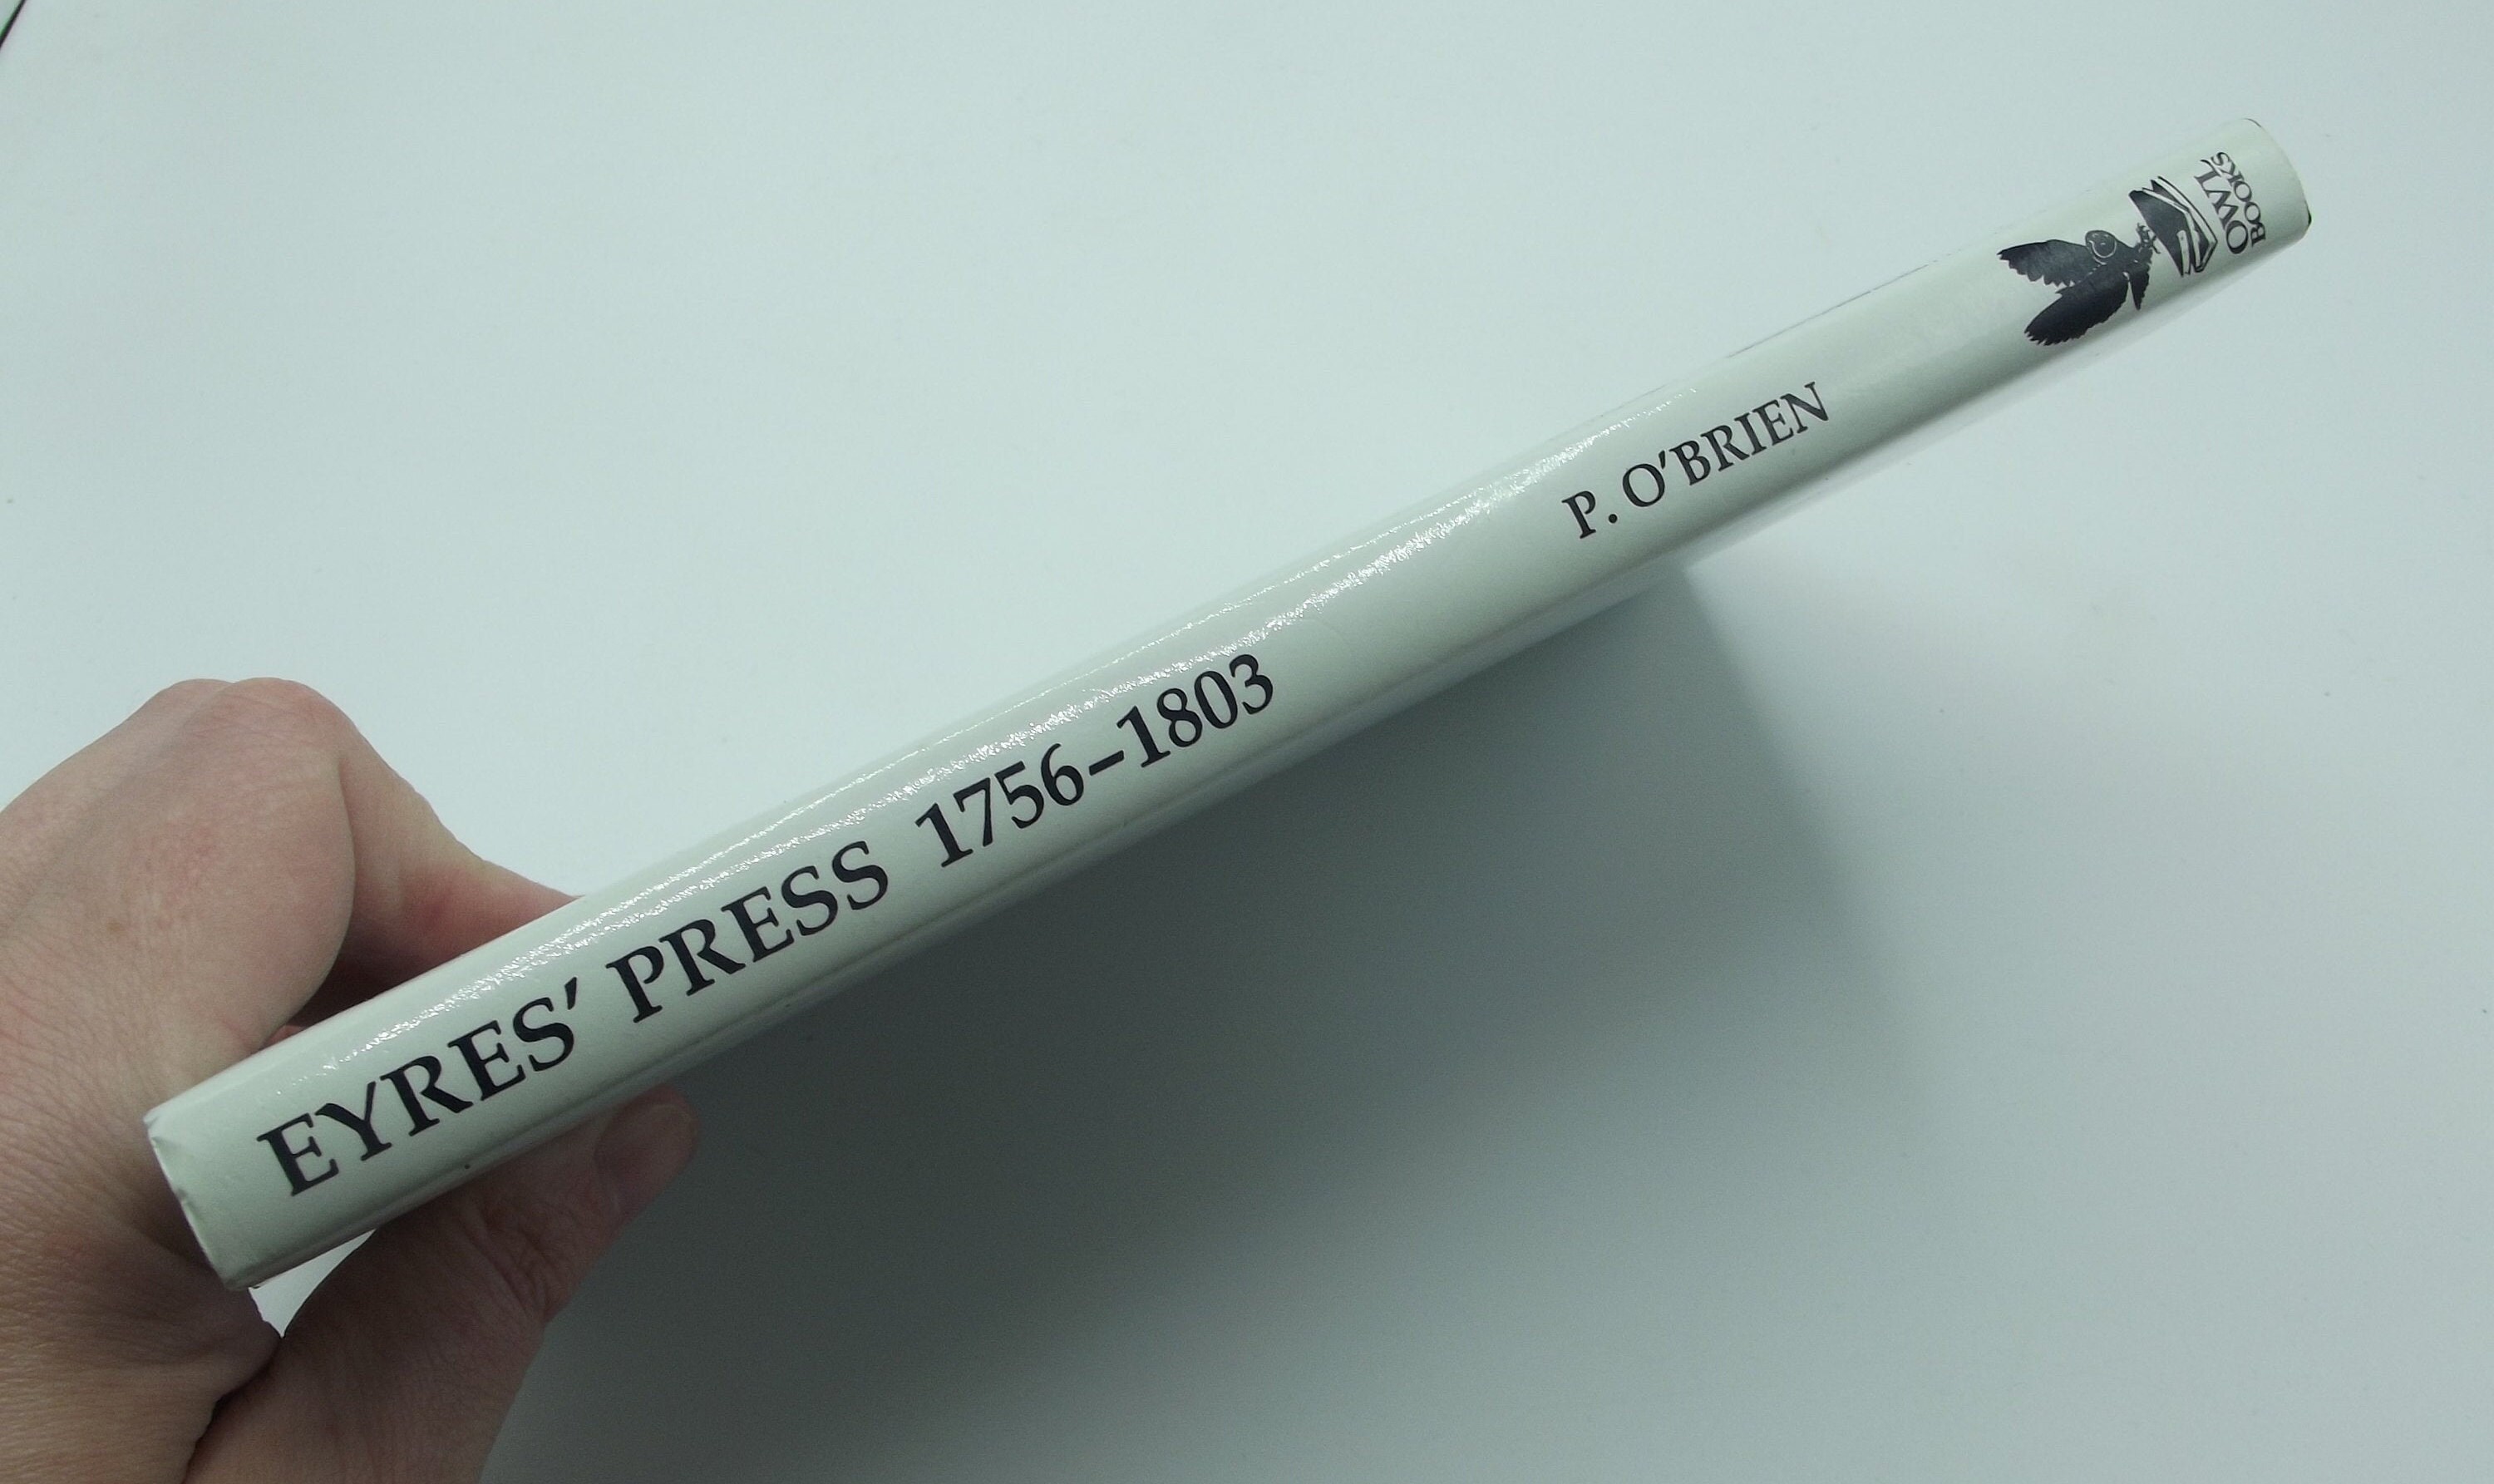 EYRES' PRESS 1756–1803
P. O'BRIEN
OWL
BOOKS